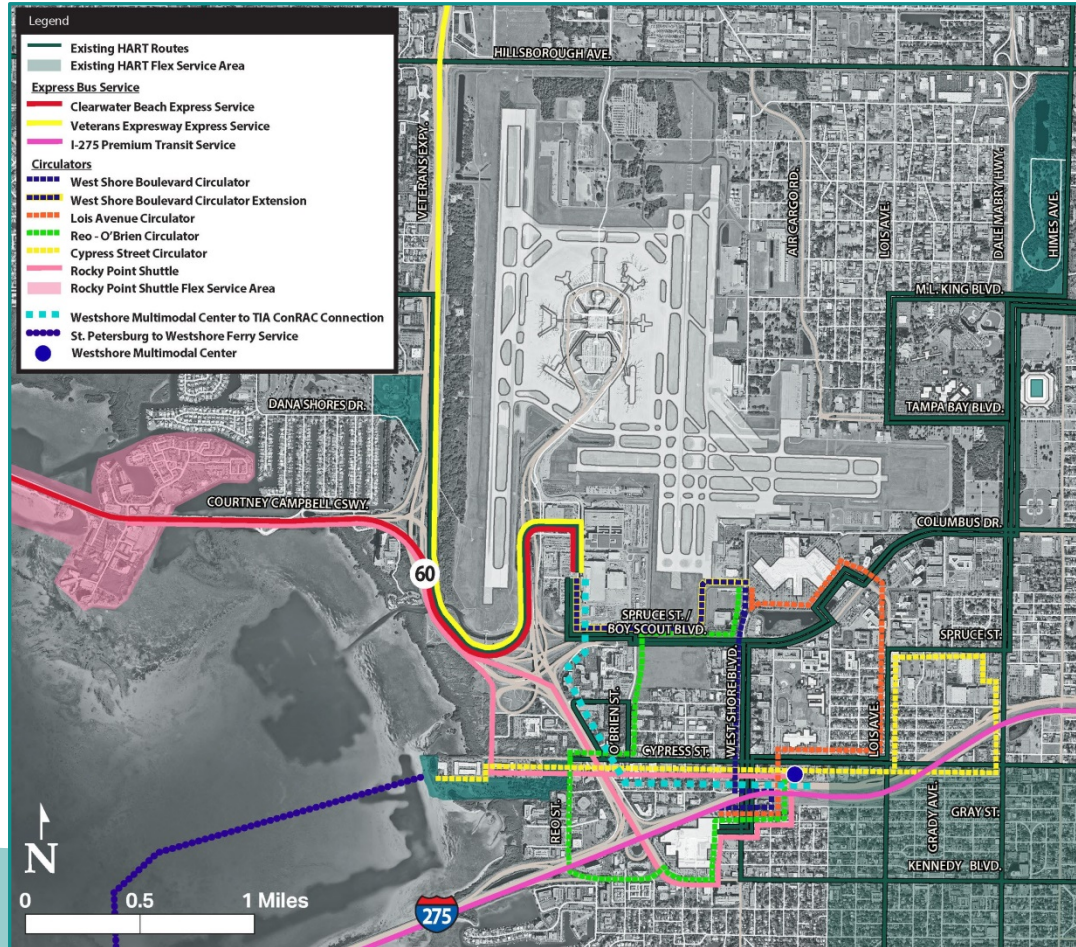 Legend
Existing HART Routes
Existing HART Flex Service Area
Express Bus Service
Clearwater Beach Express Service
Veterans Expresway Express Service
I-275 Premium Transit Service
Circulators
West Shore Boulevard Circulator
West Shore Boulevard Circulator Extension
Lois Avenue Circulator
Reo - O'Brien Circulator
Cypress Street Circulator
Rocky Point Shuttle
Rocky Point Shuttle Flex Service Area
Westshore Multimodal Center to TIA ConRAC Connection
St. Petersburg to Westshore Ferry Service
Westshore Multimodal Center
HILLSBOROUGH AVE.
VETERANS EXPY.
AIR CARGO RD.
LOIS AVE.
DALE MABRY HWY.
HIMES AVE.
M.L. KING BLVD.
DANA SHORES DR.
TAMPA BAY BLVD.
COURTNEY CAMPBELL CSWY.
COLUMBUS DR.
60
SPRUCE ST. /
BOY SCOUT BLVD.
SPRUCE ST.
WEST SHORE BLVD.
O'BRIEN ST.
LOIS AVE.
CYPRESS ST.
REO ST.
GRADY AVE.
GRAY ST.
KENNEDY BLVD.
N
0 0.5 1 Miles
275